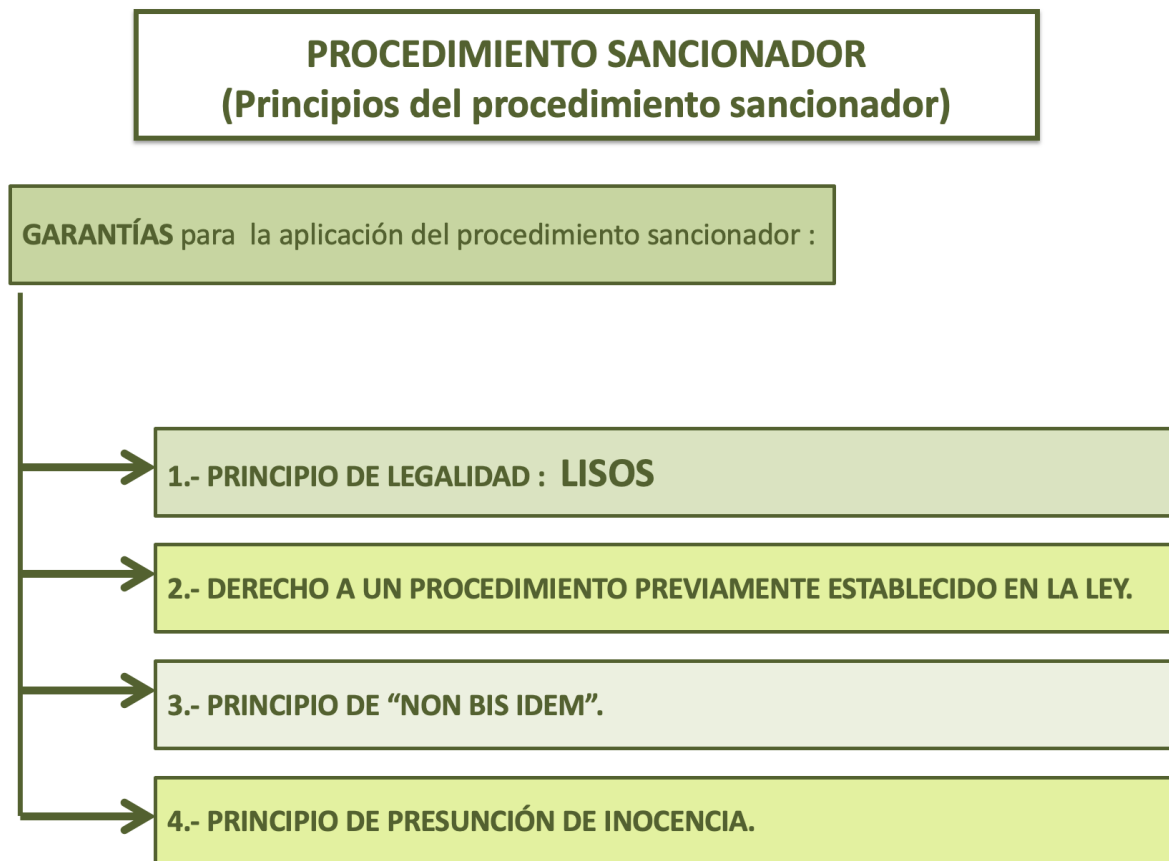 PROCEDIMIENTO SANCIONADOR
(Principios del procedimiento sancionador)
GARANTÍAS para la aplicación del procedimiento sancionador :
1.- PRINCIPIO DE LEGALIDAD : LISOS
2.- DERECHO A UN PROCEDIMIENTO PREVIAMENTE ESTABLECIDO EN LA LEY.
3.- PRINCIPIO DE “NON BIS IDEM”.
4.- PRINCIPIO DE PRESUNCIÓN DE INOCENCIA.